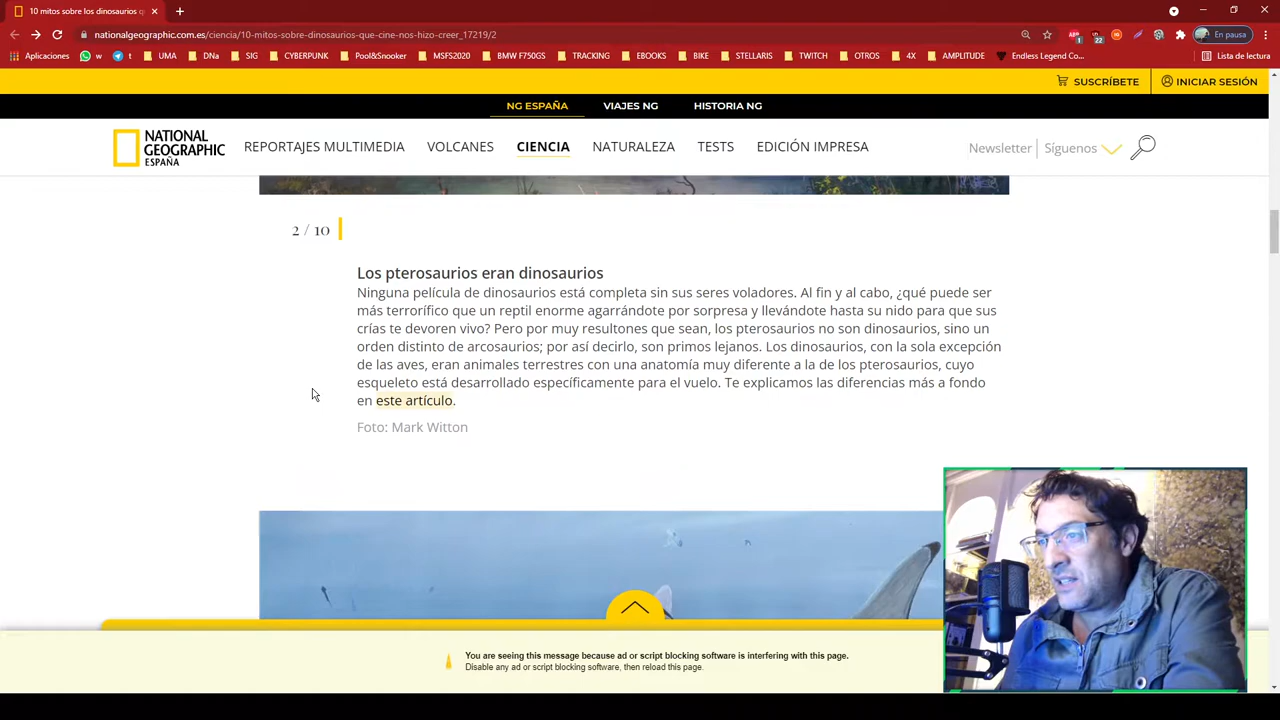 10 mitos sobre los dinosaurios q
nationalgeographic.com.es/ciencia/10-mitos-sobre-dinosaurios-que-cine-nos-hizo-creer_17219/2
En pausa
Aplicaciones w t UMA DNa SIG CYBERPUNK Pool&Snooker MSFS2020 BMW F750GS TRACKING EBOOKS BIKE STELLARIS TWITCH OTROS 4X AMPLITUDE Endless Legend Co... Lista de lectura
SUSCRÍBETE INICIAR SESIÓN
NG ESPAÑA VIAJES NG HISTORIA NG
NATIONAL
GEOGRAPHIC
ESPAÑA
REPORTAJES MULTIMEDIA VOLCANES CIENCIA NATURALEZA TESTS EDICIÓN IMPRESA
Newsletter Síguenos
2 / 10
Los pterosaurios eran dinosaurios
Ninguna película de dinosaurios está completa sin sus seres voladores. Al fin y al cabo, ¿qué puede ser
más terrorífico que un reptil enorme agarrándote por sorpresa y llevándote hasta su nido para que sus
crías te devoren vivo? Pero por muy resultones que sean, los pterosaurios no son dinosaurios, sino un
orden distinto de arcosaurios; por así decirlo, son primos lejanos. Los dinosaurios, con la sola excepción
de las aves, eran animales terrestres con una anatomía muy diferente a la de los pterosaurios, cuyo
esqueleto está desarrollado específicamente para el vuelo. Te explicamos las diferencias más a fondo
en este artículo.
Foto: Mark Witton
You are seeing this message because ad or script blocking software is interfering with this page.
Disable any ad or script blocking software, then reload this page.